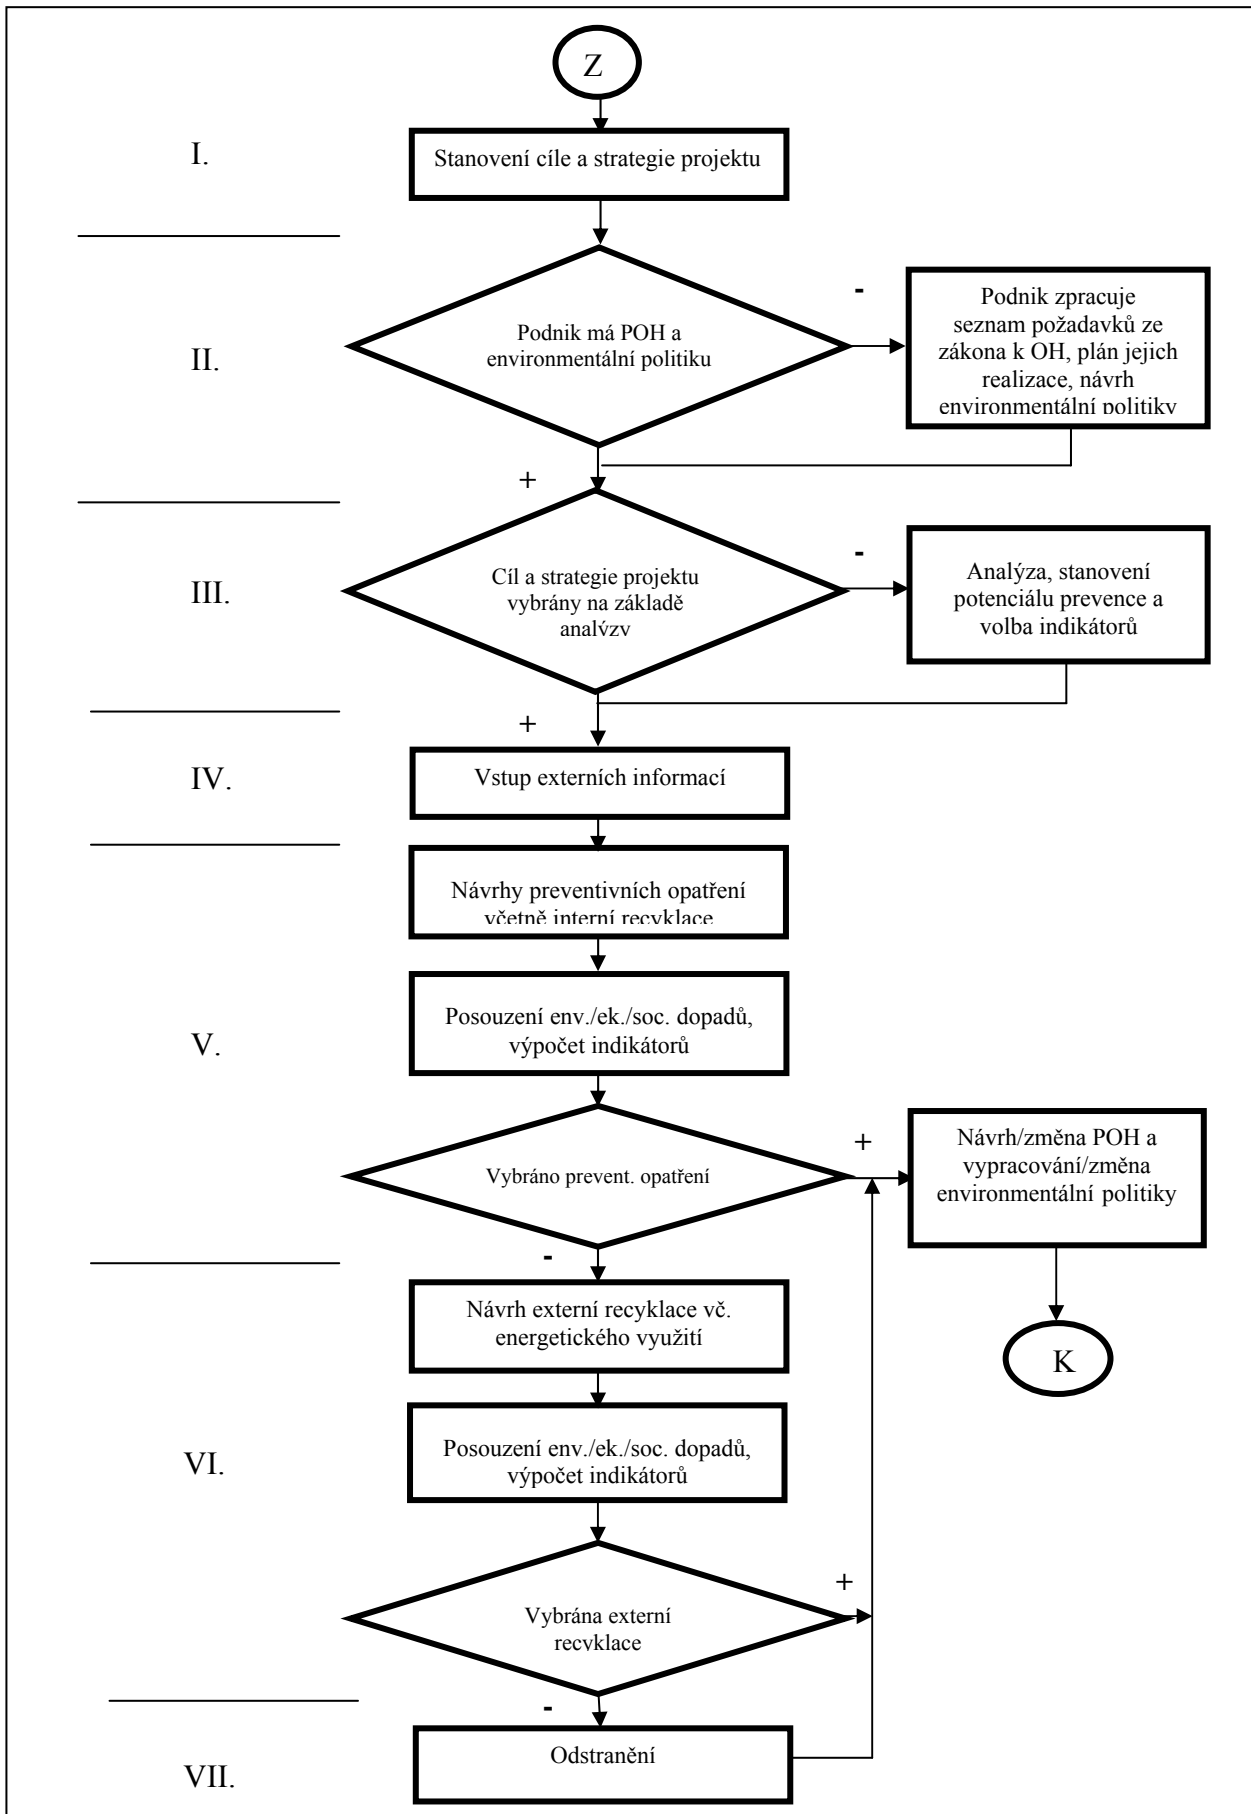 Z
I.
Stanovení cíle a strategie projektu
II.
Podnik má POH a
environmentální politiku
-
Podnik zpracuje
seznam požadavků ze
zákona k OH, plán jejich
realizace, návrh
environmentální politiky
+
III.
Cíl a strategie projektu
vybrány na základě
analýzy
-
Analýza, stanovení
potenciálu prevence a
volba indikátorů
+
IV.
Vstup externích informací
Návrhy preventivních opatření
včetně interní recyklace
V.
Posouzení env./ek./soc. dopadů,
výpočet indikátorů
Vybráno prevent. opatření
+
Návrh/změna POH a
vypracování/změna
environmentální politiky
-
Návrh externí recyklace vč.
energetického využití
K
VI.
Posouzení env./ek./soc. dopadů,
výpočet indikátorů
Vybrána externí
recyklace
+
-
VII.
Odstranění